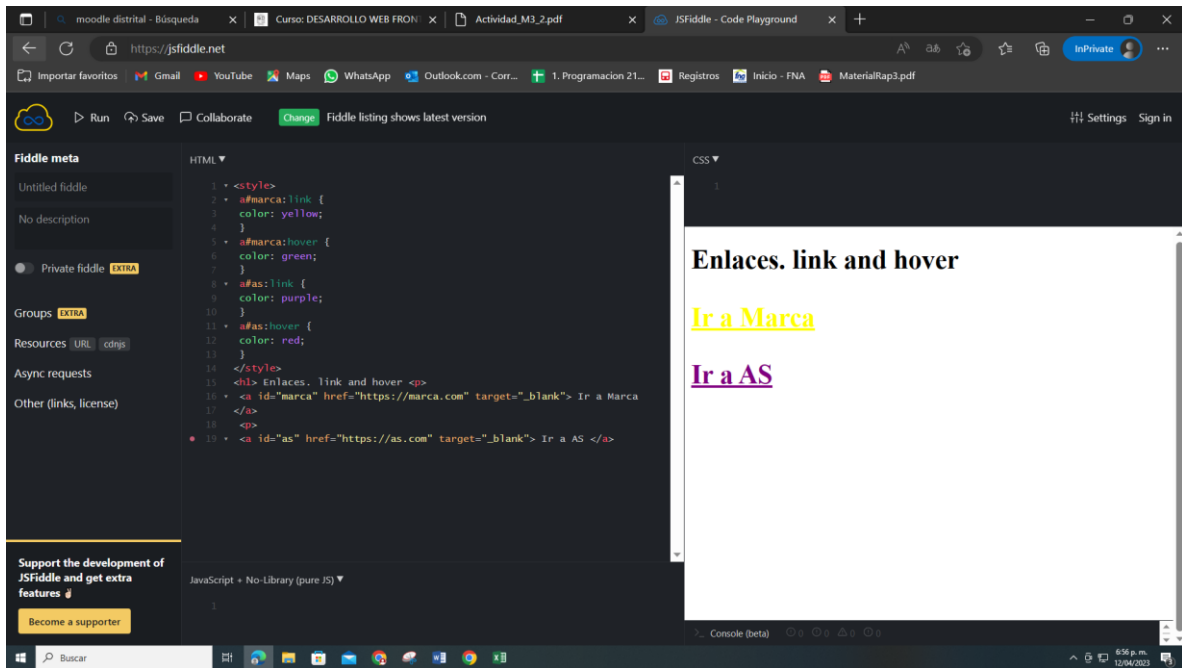 moodle distrital - Búsqueda
Curso: DESARROLLO WEB FRON
Actividad_M3_2.pdf
JSFiddle - Code Playground
https://jsfiddle.net
InPrivate
Importar favoritos
Gmail
YouTube
Maps
WhatsApp
Outlook.com - Corr...
1. Programacion 21...
Registros
Inicio - FNA
MaterialRap3.pdf
Run
Save
Collaborate
Change
Fiddle listing shows latest version
Settings
Sign in
Fiddle meta
Untitled fiddle
No description
Private fiddle EXTRA
Groups EXTRA
Resources URL cdnjs
Async requests
Other (links, license)
Support the development of
JSFiddle and get extra
features
Become a supporter
HTML
1 <style>
2 a#marca:link {
3 color: yellow;
4 }
5 a#marca:hover {
6 color: green;
7 }
8 a#as:link {
9 color: purple;
10 }
11 a#as:hover {
12 color: red;
13 }
14 </style>
15 <h1> Enlaces. link and hover <p>
16 <a id="marca" href="https://marca.com" target="_blank"> Ir a Marca
17 </a>
18 <p>
19 <a id="as" href="https://as.com" target="_blank"> Ir a AS </a>
JavaScript + No-Library (pure JS)
1
CSS
1
Enlaces. link and hover
Ir a Marca
Ir a AS
>_ Console (beta) 0 0 0 0
Buscar
6:56 p. m.
12/04/2023